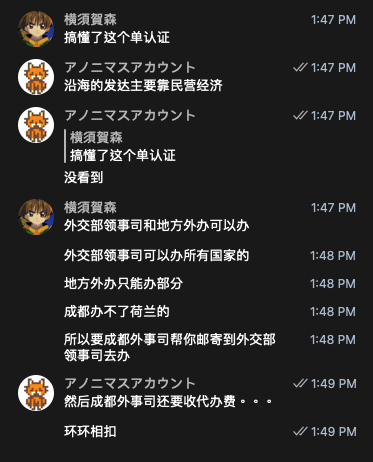 横須賀森 1:47 PM
搞懂了这个单认证
アノニマスアカウント 1:47 PM
沿海的发达主要靠民营经济
アノニマスアカウント 1:47 PM
横須賀森
搞懂了这个单认证
没看到
横須賀森 1:47 PM
外交部领事司和地方外办可以办
外交部领事司可以办所有国家的 1:48 PM
地方外办只能办部分 1:48 PM
成都办不了荷兰的 1:48 PM
所以要成都外事司帮你邮寄到外交部 1:48 PM
领事司去办
アノニマスアカウント 1:49 PM
然后成都外事司还要收代办费。。。
环环相扣 1:49 PM